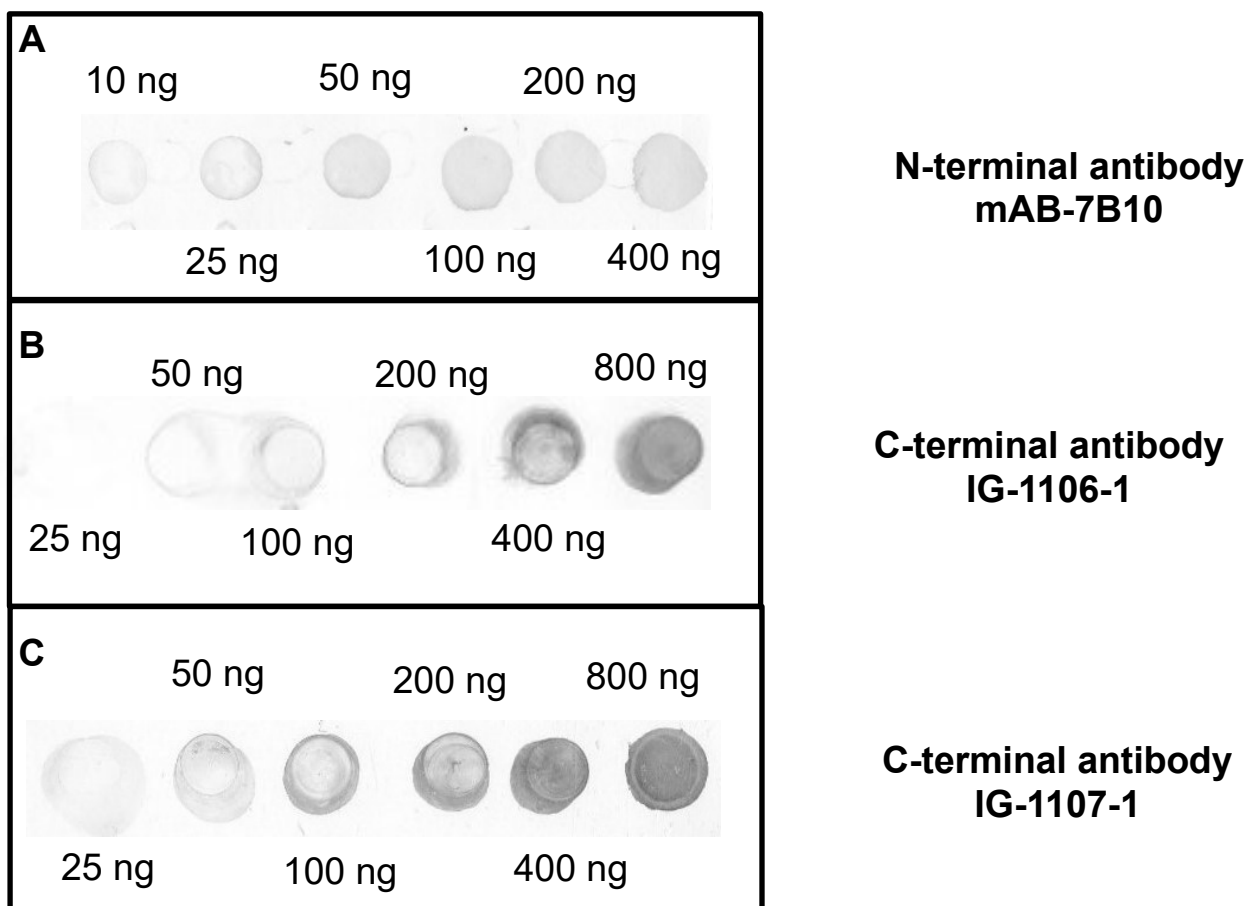 A
10 ng
50 ng
200 ng
25 ng
100 ng
400 ng
N-terminal antibody
mAB-7B10
B
50 ng
200 ng
800 ng
25 ng
100 ng
400 ng
C-terminal antibody
IG-1106-1
C
50 ng
200 ng
800 ng
25 ng
100 ng
400 ng
C-terminal antibody
IG-1107-1